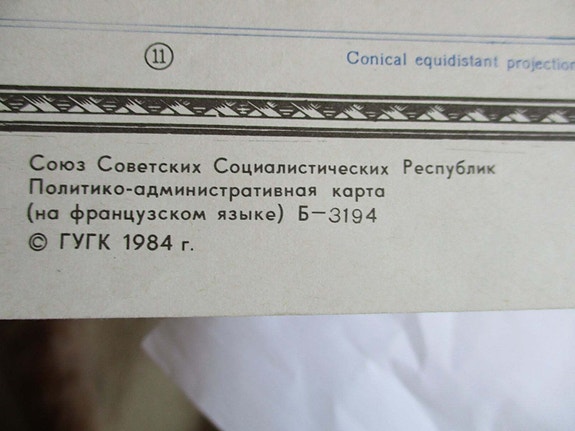 11
Conical equidistant projection
Союз Советских Социалистических Республик
Политико-административная карта
(на французском языке) Б—3194
© ГУГК 1984 г.